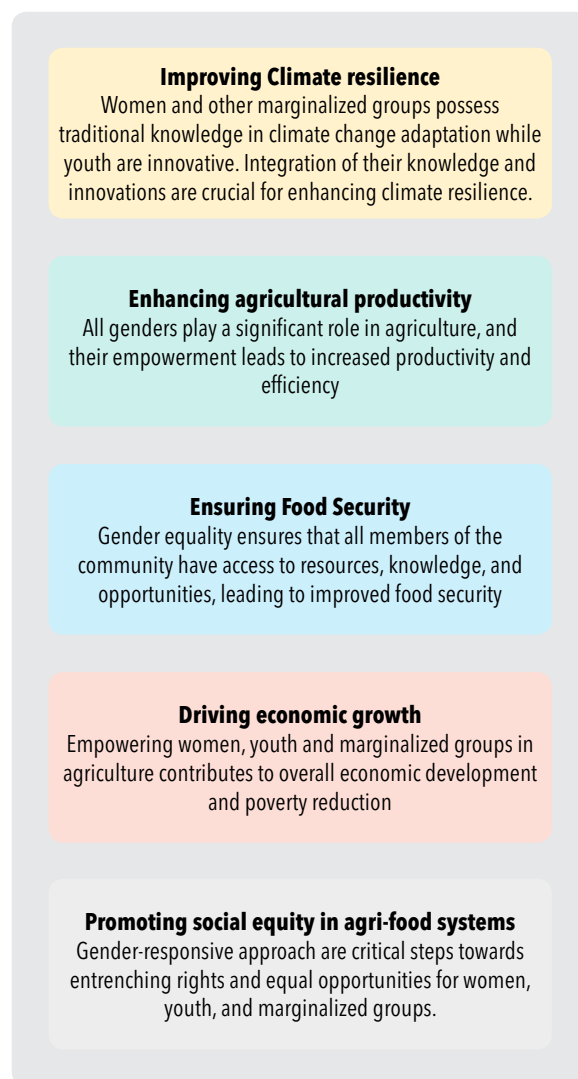 Improving Climate resilience
Women and other marginalized groups possess
traditional knowledge in climate change adaptation while
youth are innovative. Integration of their knowledge and
innovations are crucial for enhancing climate resilience.
Enhancing agricultural productivity
All genders play a significant role in agriculture, and
their empowerment leads to increased productivity and
efficiency
Ensuring Food Security
Gender equality ensures that all members of the
community have access to resources, knowledge, and
opportunities, leading to improved food security
Driving economic growth
Empowering women, youth and marginalized groups in
agriculture contributes to overall economic development
and poverty reduction
Promoting social equity in agri-food systems
Gender-responsive approach are critical steps towards
entrenching rights and equal opportunities for women,
youth, and marginalized groups.